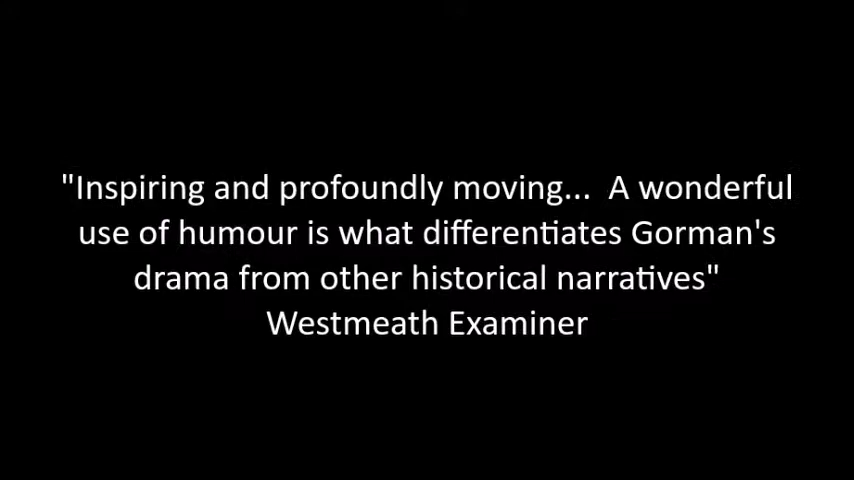 "Inspiring and profoundly moving...  A wonderful
use of humour is what differentiates Gorman's
drama from other historical narratives"
Westmeath Examiner